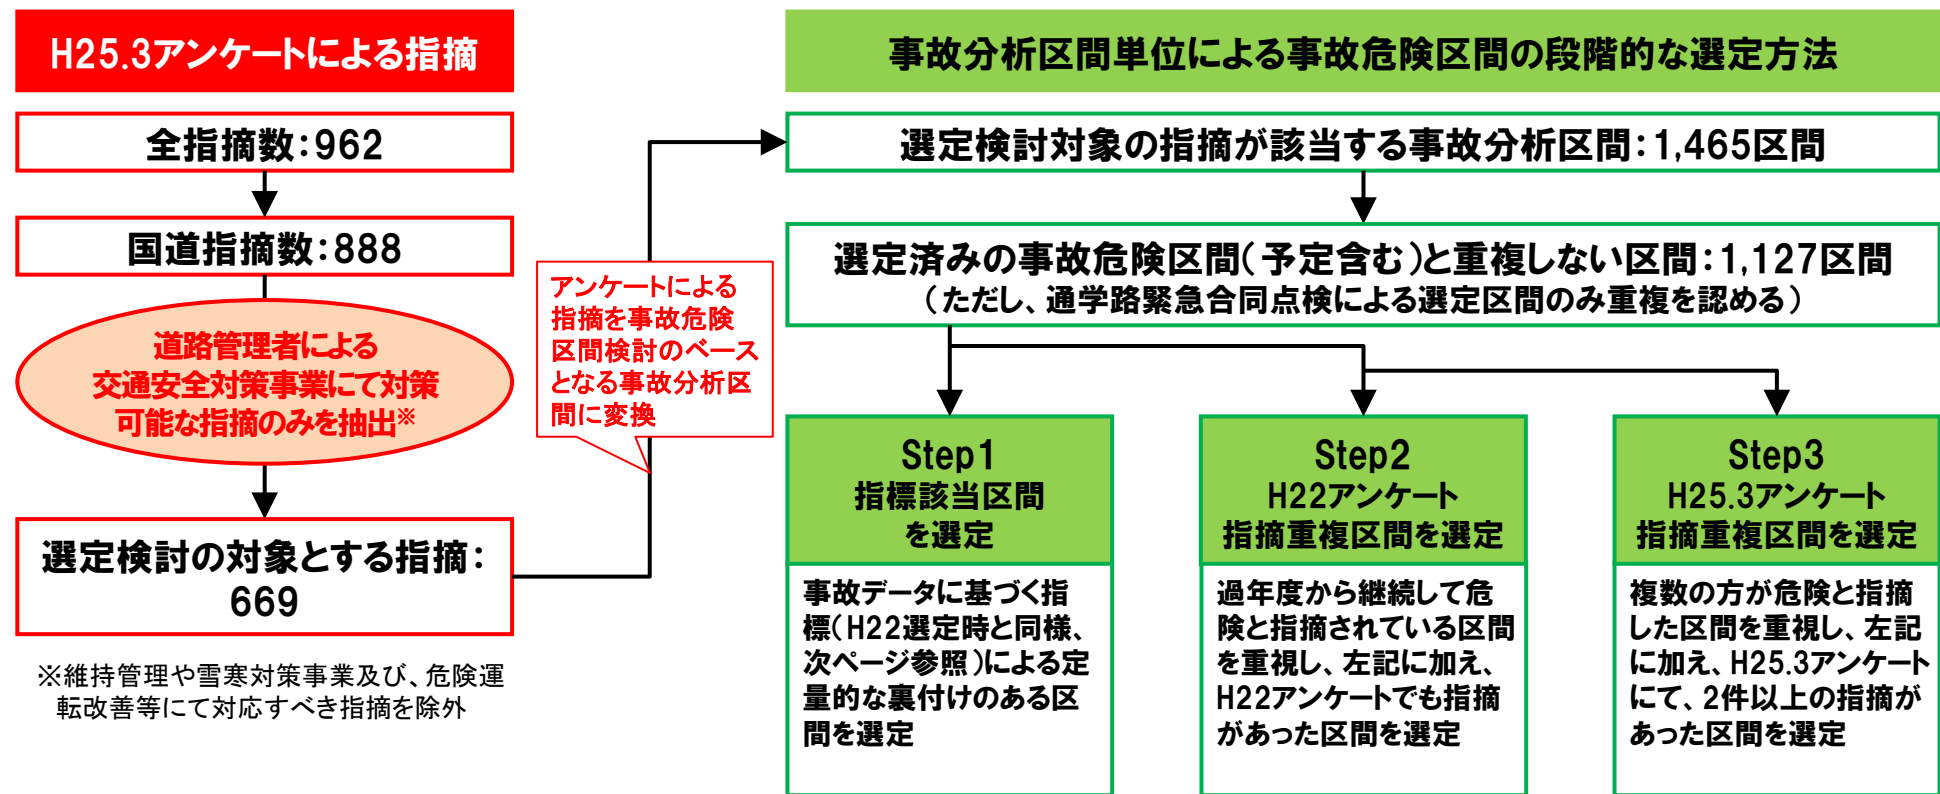 H25.3アンケートによる指摘
全指摘数:962
国道指摘数:888
道路管理者による
交通安全対策事業にて対策
可能な指摘のみを抽出※
選定検討の対象とする指摘:
669
※維持管理や雪寒対策事業及び、危険運
転改善等にて対応すべき指摘を除外
アンケートによる
指摘を事故危険
区間検討のベース
となる事故分析区
間に変換
事故分析区間単位による事故危険区間の段階的な選定方法
選定検討対象の指摘が該当する事故分析区間:1,465区間
選定済みの事故危険区間(予定含む)と重複しない区間:1,127区間
(ただし、通学路緊急合同点検による選定区間のみ重複を認める)
Step1
指標該当区間
を選定
事故データに基づく指
標(H22選定時と同様、
次ページ参照)による定
量的な裏付けのある区
間を選定
Step2
H22アンケート
指摘重複区間を選定
過年度から継続して危
険と指摘されている区間
を重視し、左記に加え、
H22アンケートでも指摘
があった区間を選定
Step3
H25.3アンケート
指摘重複区間を選定
複数の方が危険と指摘
した区間を重視し、左記
に加え、H25.3アンケート
にて、2件以上の指摘が
あった区間を選定